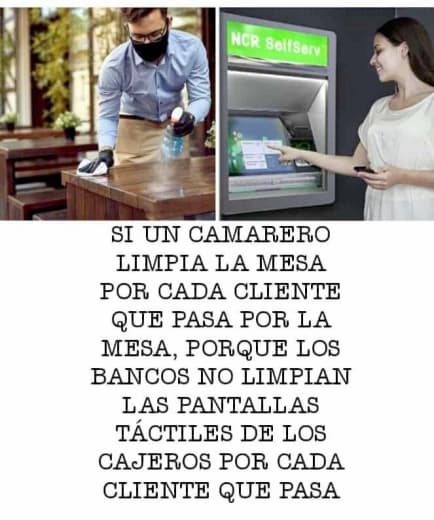 NCR SelfServ
SI UN CAMARERO
LIMPIA LA MESA
POR CADA CLIENTE
QUE PASA POR LA
MESA, PORQUE LOS
BANCOS NO LIMPIAN
LAS PANTALLAS
TÁCTILES DE LOS
CAJEROS POR CADA
CLIENTE QUE PASA